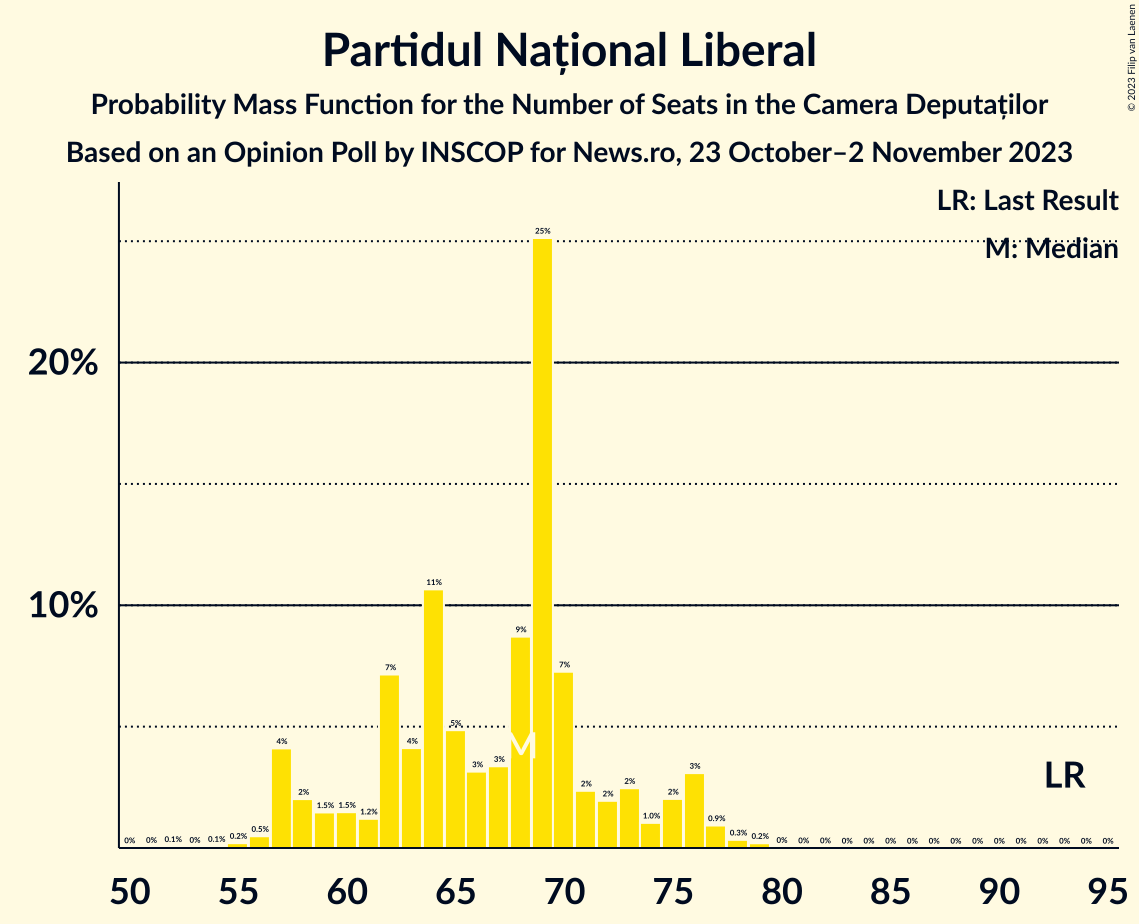 Partidul Național Liberal
Probability Mass Function for the Number of Seats in the Camera Deputaților
Based on an Opinion Poll by INSCOP for News.ro, 23 October–2 November 2023
© 2023 Filip van Laenen
LR: Last Result
M: Median
25%
20%
11%
10%
9%
7% 7%
5%
4% 4%
M
3% 3% 3%
LR
2% 2% 2% 2% 2%
1.5% 1.5% 1.2% 1.0% 0.9%
0% 0% 0.1% 0% 0.1% 0.2% 0.5% 0.3% 0.2% 0% 0% 0% 0% 0% 0% 0% 0% 0% 0% 0% 0% 0% 0% 0% 0%
50 55 60 65 70 75 80 85 90 95